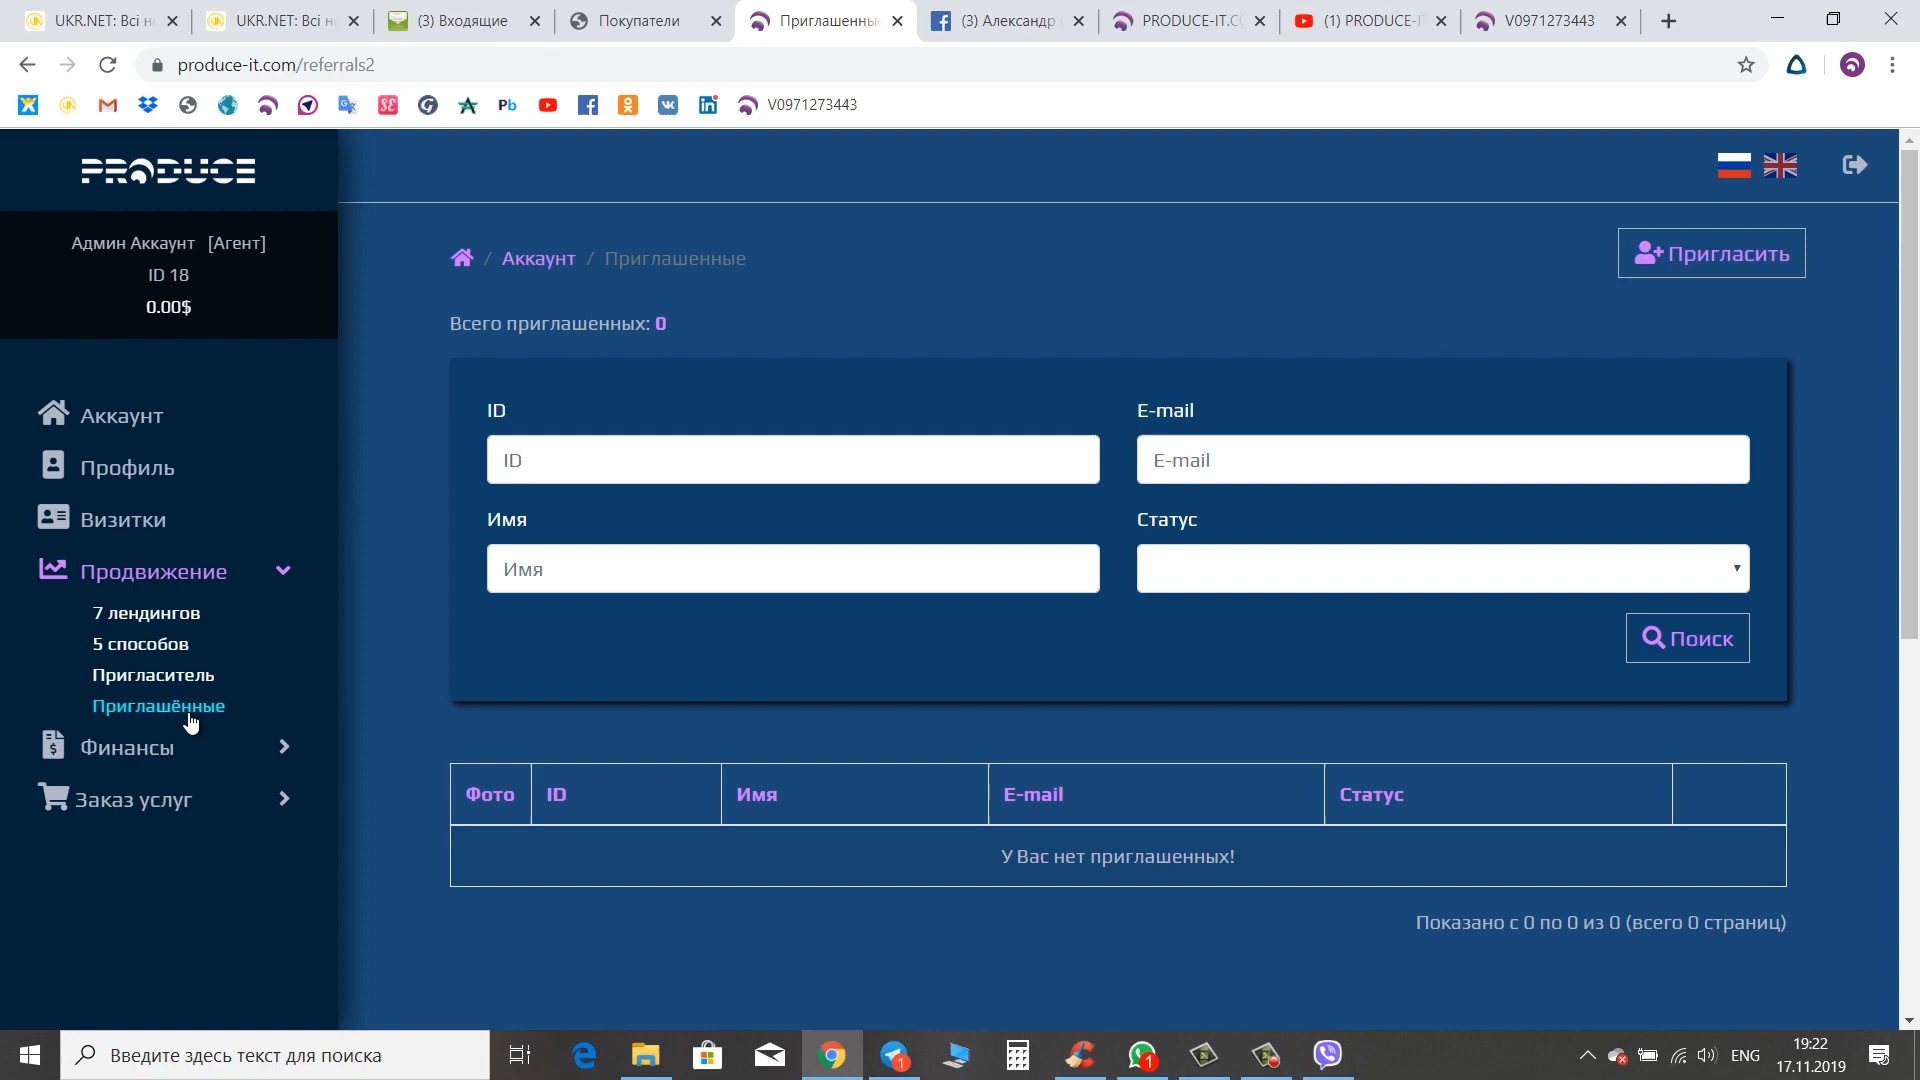 UKR.NET: Всі н
UKR.NET: Всі н
(3) Входящие
Покупатели
Приглашенны
(3) Александр
PRODUCE-IT.C
(1) PRODUCE-I
V0971273443
produce-it.com/referrals2
V0971273443
PRODUCE
Админ Аккаунт [Агент]
ID 18
0.00$
Аккаунт
Профиль
Визитки
Продвижение
7 лендингов
5 способов
Пригласитель
Приглашённые
Финансы
Заказ услуг
/ Аккаунт / Приглашенные
Пригласить
Всего приглашенных: 0
ID
E-mail
ID
E-mail
Имя
Статус
Имя
Поиск
Фото ID Имя E-mail Статус
У Вас нет приглашенных!
Показано с 0 по 0 из 0 (всего 0 страниц)
Введите здесь текст для поиска
ENG
19:22
17.11.2019